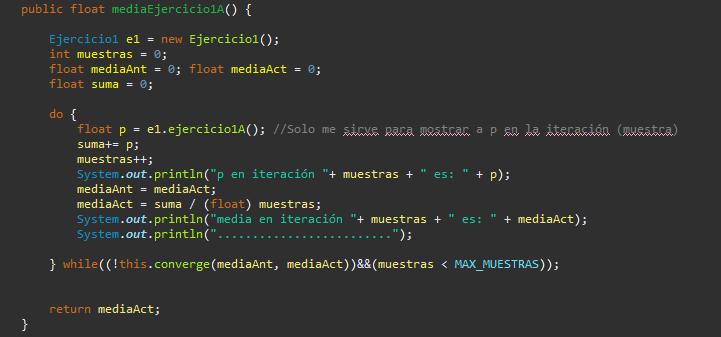 public float mediaEjercicio1A() {
Ejercicio1 e1 = new Ejercicio1();
int muestras = 0;
float mediaAnt = 0; float mediaAct = 0;
float suma = 0;
do {
float p = e1.ejercicio1A(); //Solo me sirve para mostrar a p en la iteración (muestra)
suma+= p;
muestras++;
System.out.println("p en iteración "+ muestras + " es: " + p);
mediaAnt = mediaAct;
mediaAct = suma / (float) muestras;
System.out.println("media en iteración "+ muestras + " es: " + mediaAct);
System.out.println(".........................");
} while((!this.converge(mediaAnt, mediaAct))&&(muestras < MAX_MUESTRAS));
return mediaAct;
}